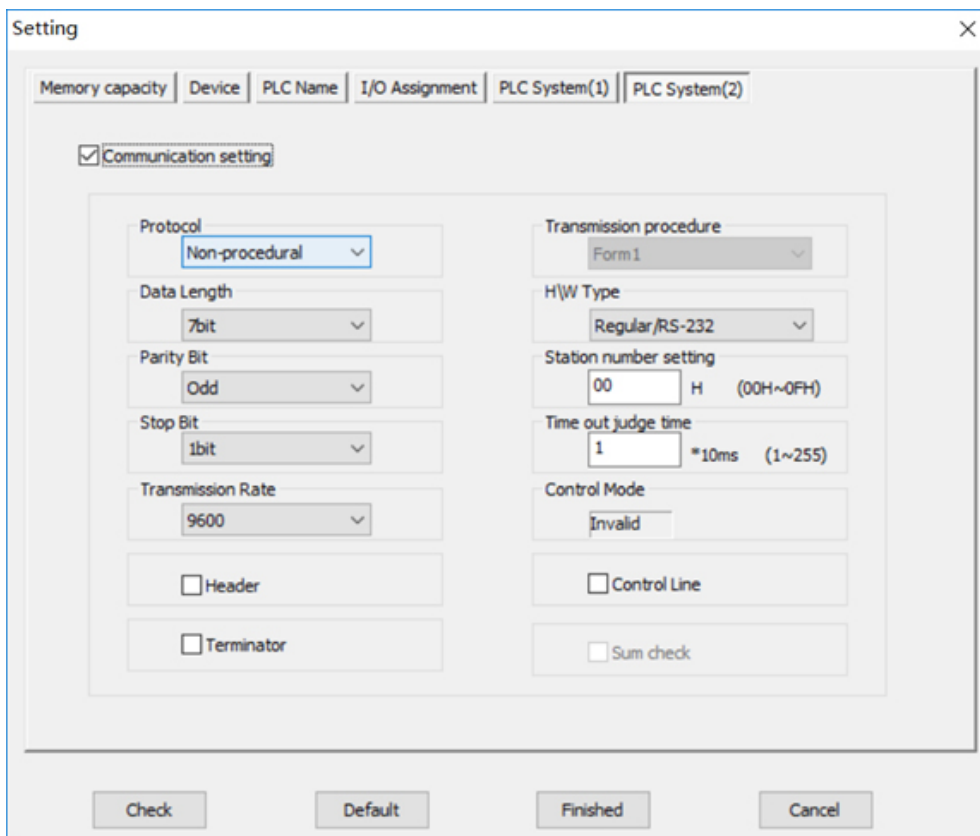 Setting
Memory capacity Device PLC Name I/O Assignment PLC System(1) PLC System(2)
Communication setting
Protocol
Non-procedural
Transmission procedure
Form1
Data Length
7bit
H\W Type
Regular/RS-232
Parity Bit
Odd
Station number setting
00 H (00H~0FH)
Stop Bit
1bit
Time out judge time
1 *10ms (1~255)
Transmission Rate
9600
Control Mode
Invalid
Header
Control Line
Terminator
Sum check
Check Default Finished Cancel